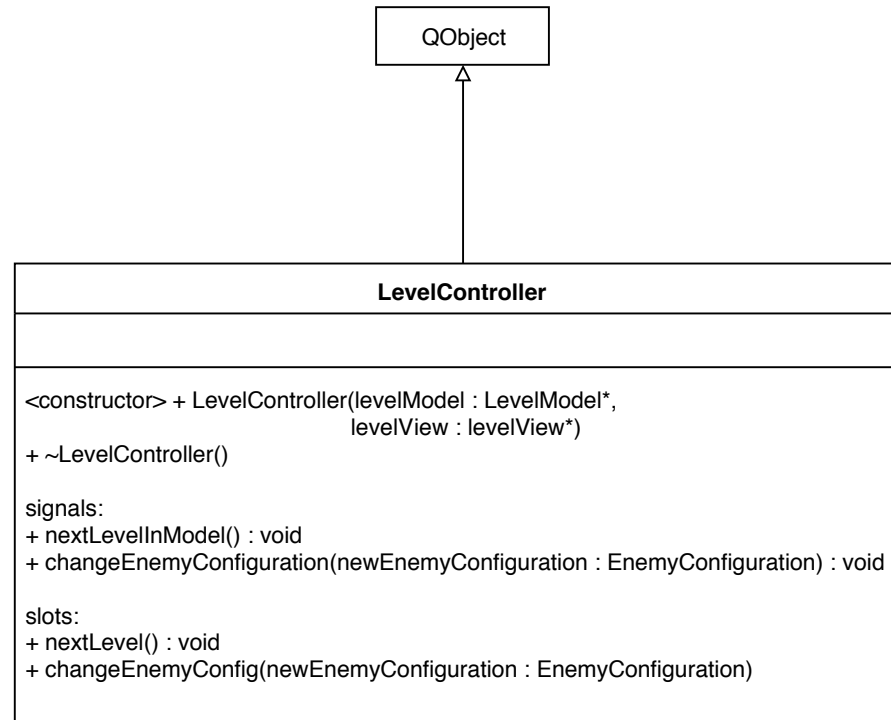 QObject
LevelController
<constructor> + LevelController(levelModel : LevelModel*,
levelView : levelView*)
+ ~LevelController()
signals:
+ nextLevelInModel() : void
+ changeEnemyConfiguration(newEnemyConfiguration : EnemyConfiguration) : void
slots:
+ nextLevel() : void
+ changeEnemyConfig(newEnemyConfiguration : EnemyConfiguration)